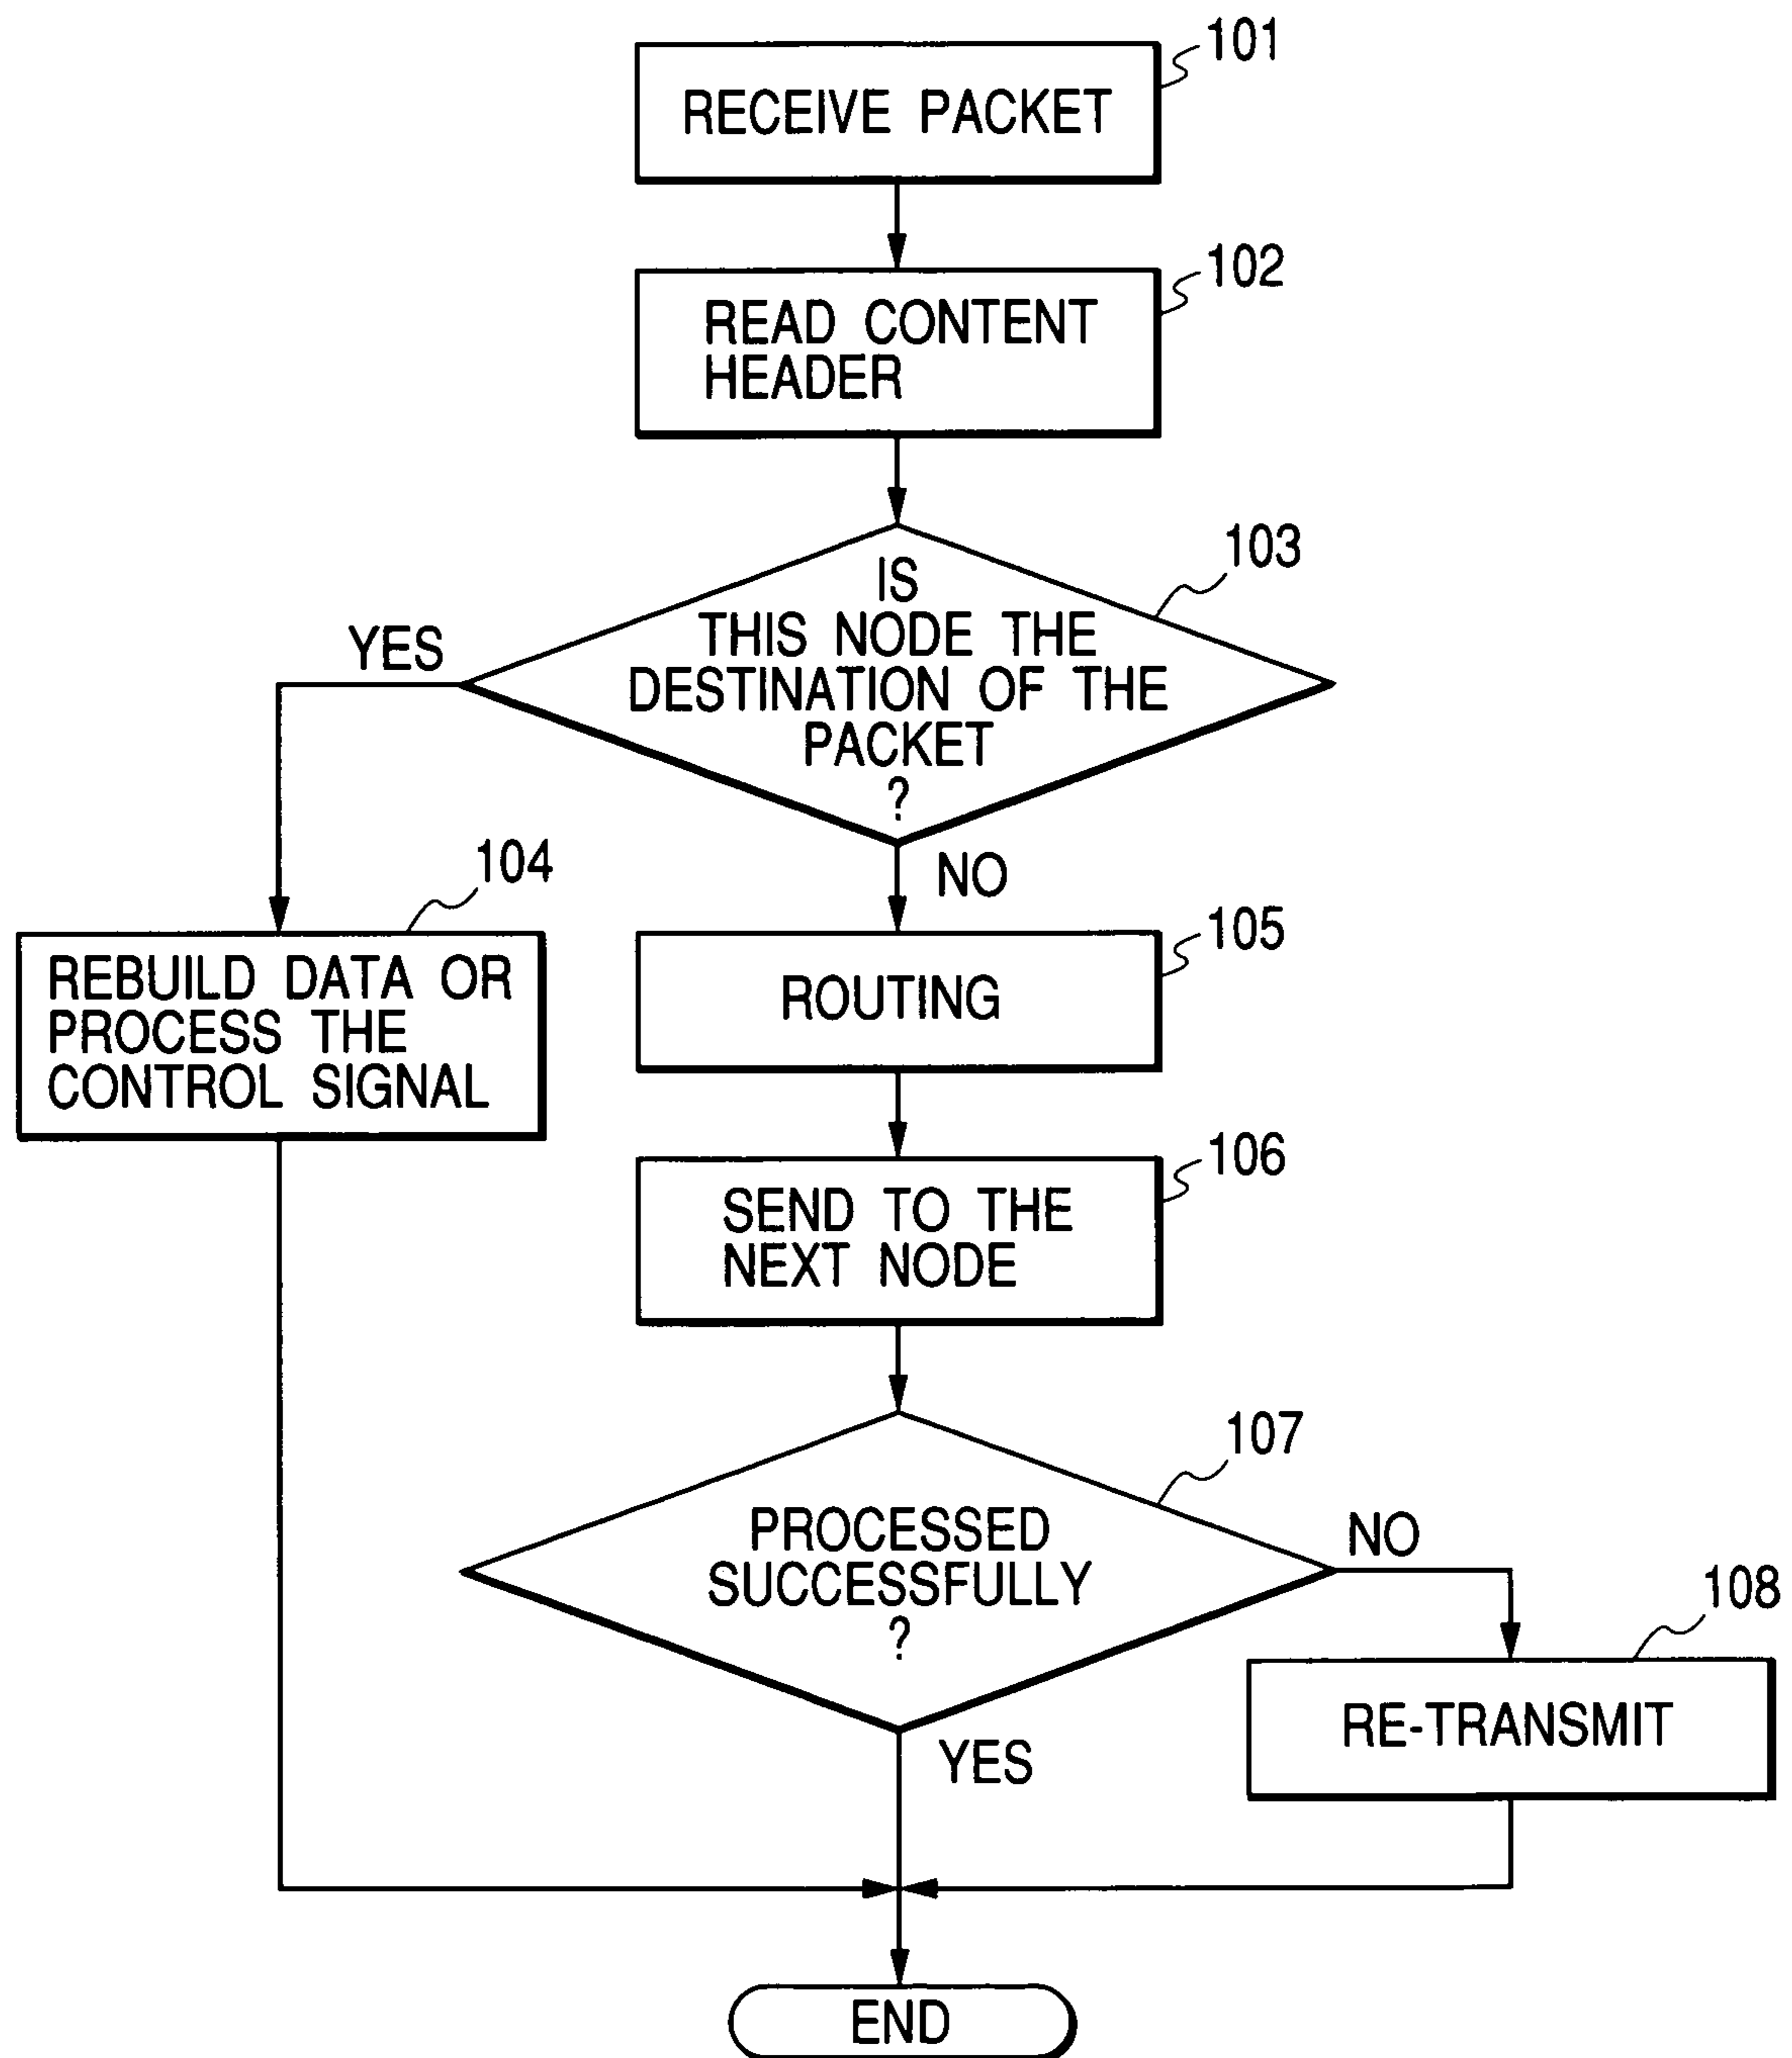 101
RECEIVE PACKET
102
READ CONTENT
HEADER
103
IS
THIS NODE THE
DESTINATION OF THE
PACKET
?
YES
NO
104
REBUILD DATA OR
PROCESS THE
CONTROL SIGNAL
105
ROUTING
106
SEND TO THE
NEXT NODE
107
PROCESSED
SUCCESSFULLY
?
NO
108
RE-TRANSMIT
YES
END